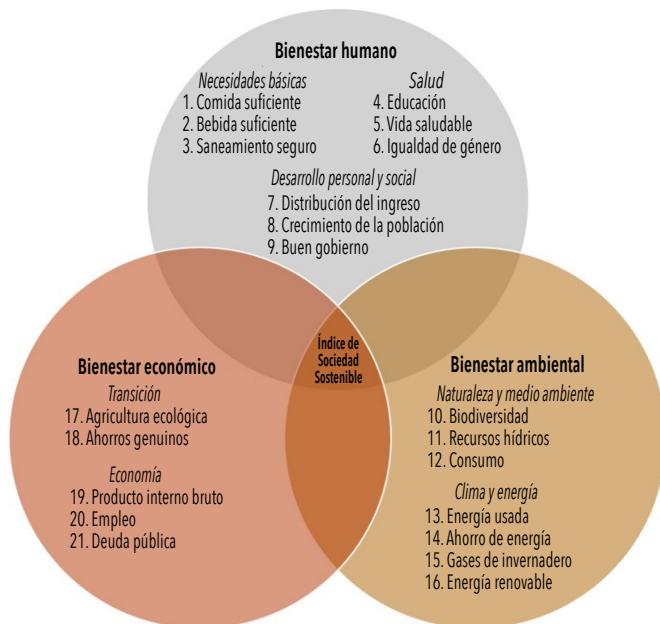 Bienestar humano
Necesidades básicas
1. Comida suficiente
2. Bebida suficiente
3. Saneamiento seguro
Salud
4. Educación
5. Vida saludable
6. Igualdad de género
Desarrollo personal y social
7. Distribución del ingreso
8. Crecimiento de la población
9. Buen gobierno
Índice de
Sociedad
Sostenible
Bienestar económico
Transición
17. Agricultura ecológica
18. Ahorros genuinos
Economía
19. Producto interno bruto
20. Empleo
21. Deuda pública
Bienestar ambiental
Naturaleza y medio ambiente
10. Biodiversidad
11. Recursos hídricos
12. Consumo
Clima y energía
13. Energía usada
14. Ahorro de energía
15. Gases de invernadero
16. Energía renovable